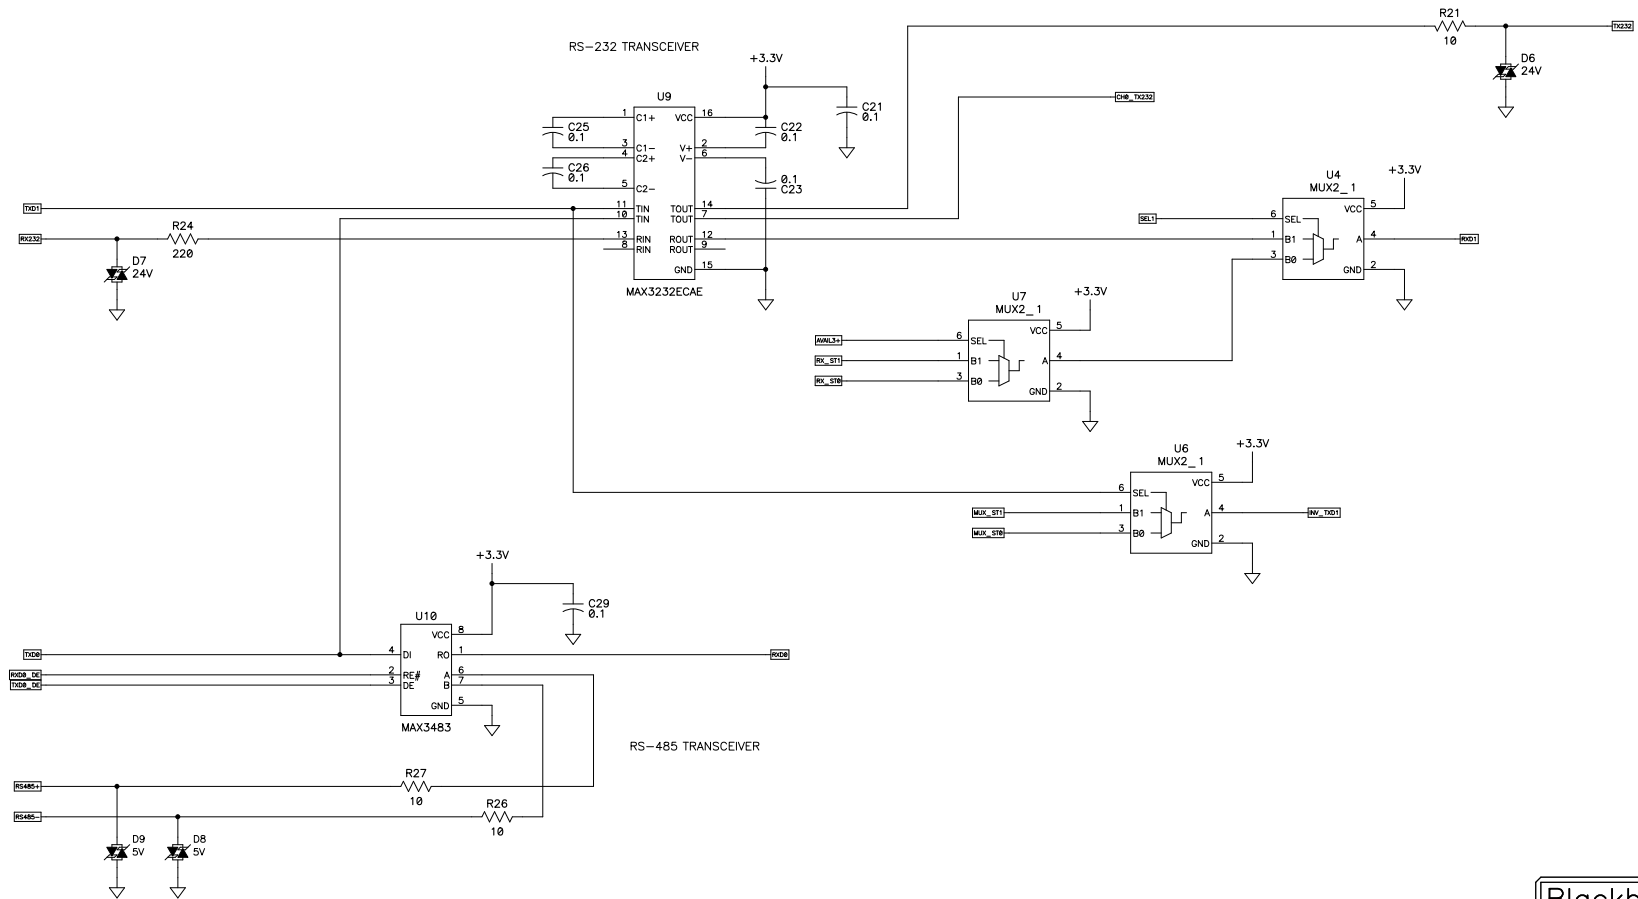 R21
10
TX232
D6
24V
RS-232 TRANSCEIVER
+3.3V
CH0_TX232
C21
0.1
U9
1 C1+ VCC 16
C25
0.1
C22
0.1
3 C1- V+ 2
4 C2+ V- 6
C26
0.1
0.1
C23
5 C2-
TXD1
11 TIN TOUT 14
10 TIN TOUT 7
RX232
R24
220
13 RIN ROUT 12
8 RIN ROUT 9
GND 15
MAX3232ECAE
D7
24V
U4
MUX2_1
+3.3V
VCC 5
SEL1
6 SEL
1 B1 A 4
RXD1
3 B0
GND 2
U7
MUX2_1
+3.3V
VCC 5
AVAIL3+
6 SEL
RX_ST1
1 B1 A 4
RX_ST0
3 B0
GND 2
U6
MUX2_1
+3.3V
VCC 5
6 SEL
MUX_ST1
1 B1 A 4
INV_TXD1
MUX_ST0
3 B0
GND 2
+3.3V
C29
0.1
U10
VCC 8
TXD0
4 DI RO 1
RXD0
RXD0_DE
2 RE# A 6
TXD0_DE
3 DE B 7
GND 5
MAX3483
RS-485 TRANSCEIVER
RS485+
R27
10
RS485-
R26
10
D9
5V
D8
5V